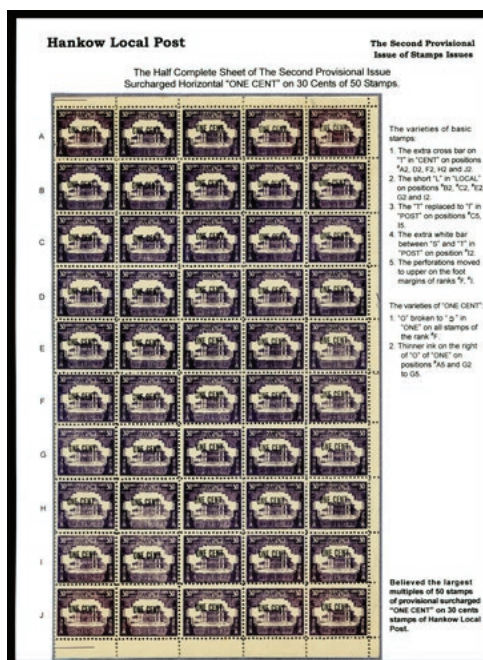 Hankow Local Post
The Second Provisional
Issue of Stamps Issues
The Half Complete Sheet of The Second Provisional Issue
Surcharged Horizontal "ONE CENT" on 30 Cents of 50 Stamps.
A
B
C
D
E
F
G
H
I
J
ONE CENT
The varieties of basic
stamps:
1. The extra cross bar on
"T" in "CENT" on positions
#A2, D2, F2, H2 and J2.
2. The short "L" in "LOCAL"
on positions #B2, #C2, #E2
G2 and I2.
3. The "T" replaced to "I" in
"POST" on positions #C5,
I5.
4. The extra white bar
between "S" and "T" in
"POST" on position #I2.
5. The perforations moved
to upper on the foot
margins of ranks #F, #I.
The varieties of "ONE CENT":
1. "O" broken to
in
"ONE" on all stamps of
the rank #F.
2. Thinner ink on the right
of "O" of "ONE" on
positions #A5 and G2
to G5.
Believed the largest
multiples of 50 stamps
of provisional surcharged
"ONE CENT" on 30 cents
stamps of Hankow Local
Post.